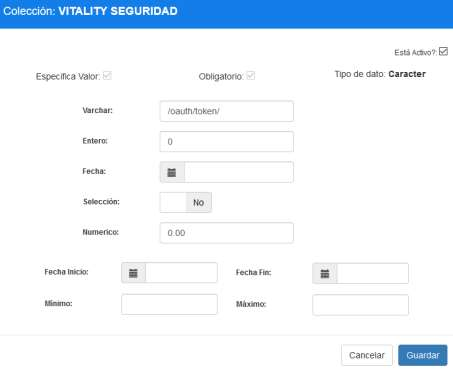 Colección: VITALITY SEGURIDAD
Está Activo?:
Especifica Valor:
Obligatorio:
Tipo de dato: Caracter
Varchar: /oauth/token/
Entero: 0
Fecha:
Selección: No
Numerico: 0.00
Fecha Inicio:
Fecha Fin:
Mínimo:
Máximo:
Cancelar
Guardar